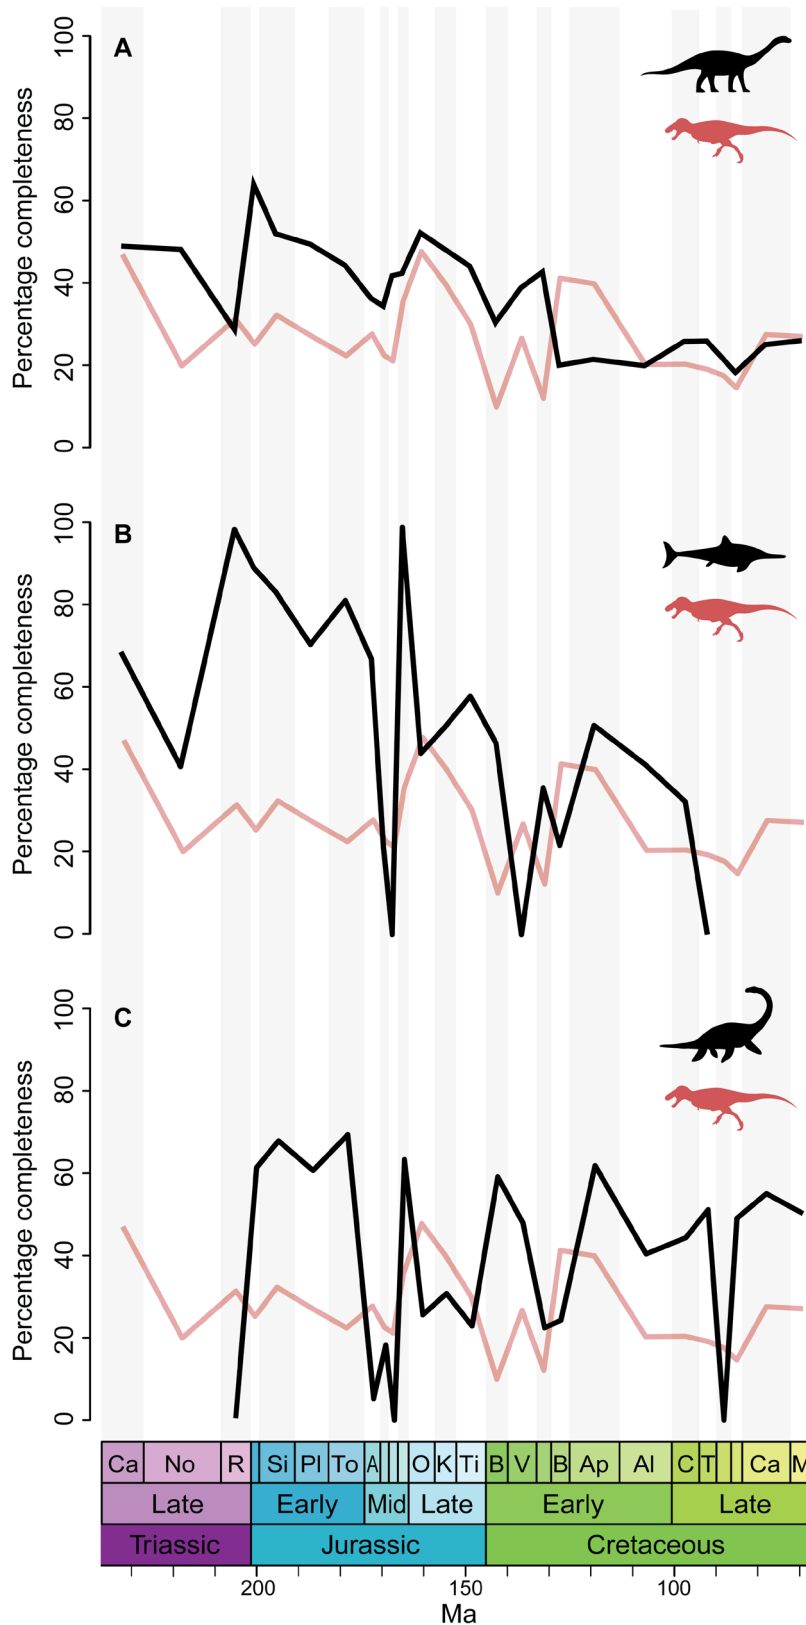 A
Percentage completeness
100
80
60
40
20
0
B
Percentage completeness
100
80
60
40
20
0
C
Percentage completeness
100
80
60
40
20
0
Ca No R Si Pl To A O K Ti B V B Ap Al C T Ca M
Late Early Mid Late Early Late
Triassic Jurassic Cretaceous
200 150 100
Ma